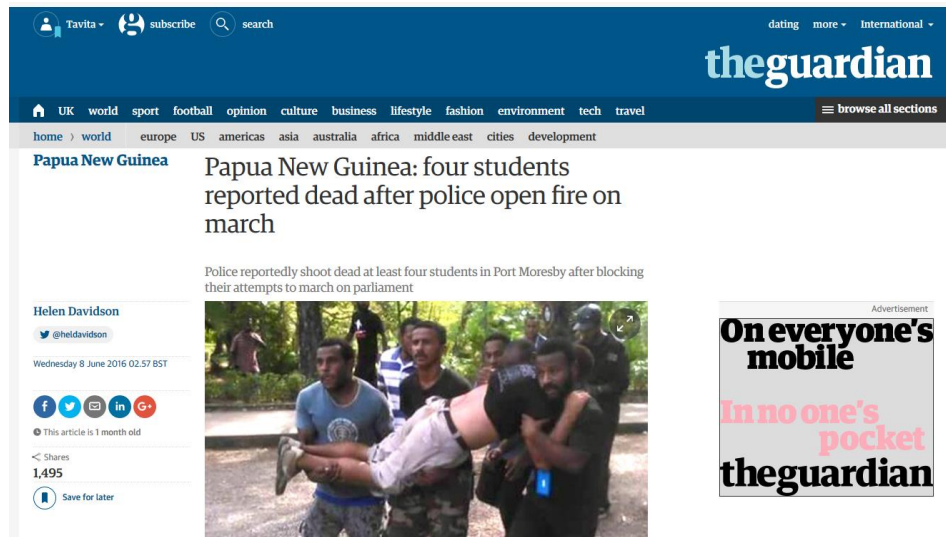 Tavita subscribe search
dating more International
theguardian
UK world sport football opinion culture business lifestyle fashion environment tech travel
browse all sections
home › world europe US americas asia australia africa middle east cities development
Papua New Guinea
Papua New Guinea: four students
reported dead after police open fire on
march
Police reportedly shoot dead at least four students in Port Moresby after blocking
their attempts to march on parliament
Helen Davidson
@heldavidson
Wednesday 8 June 2016 02.57 BST
f in G+
This article is 1 month old
Shares
1,495
Save for later
Advertisement
On everyone's
mobile
In no one's
pocket
theguardian